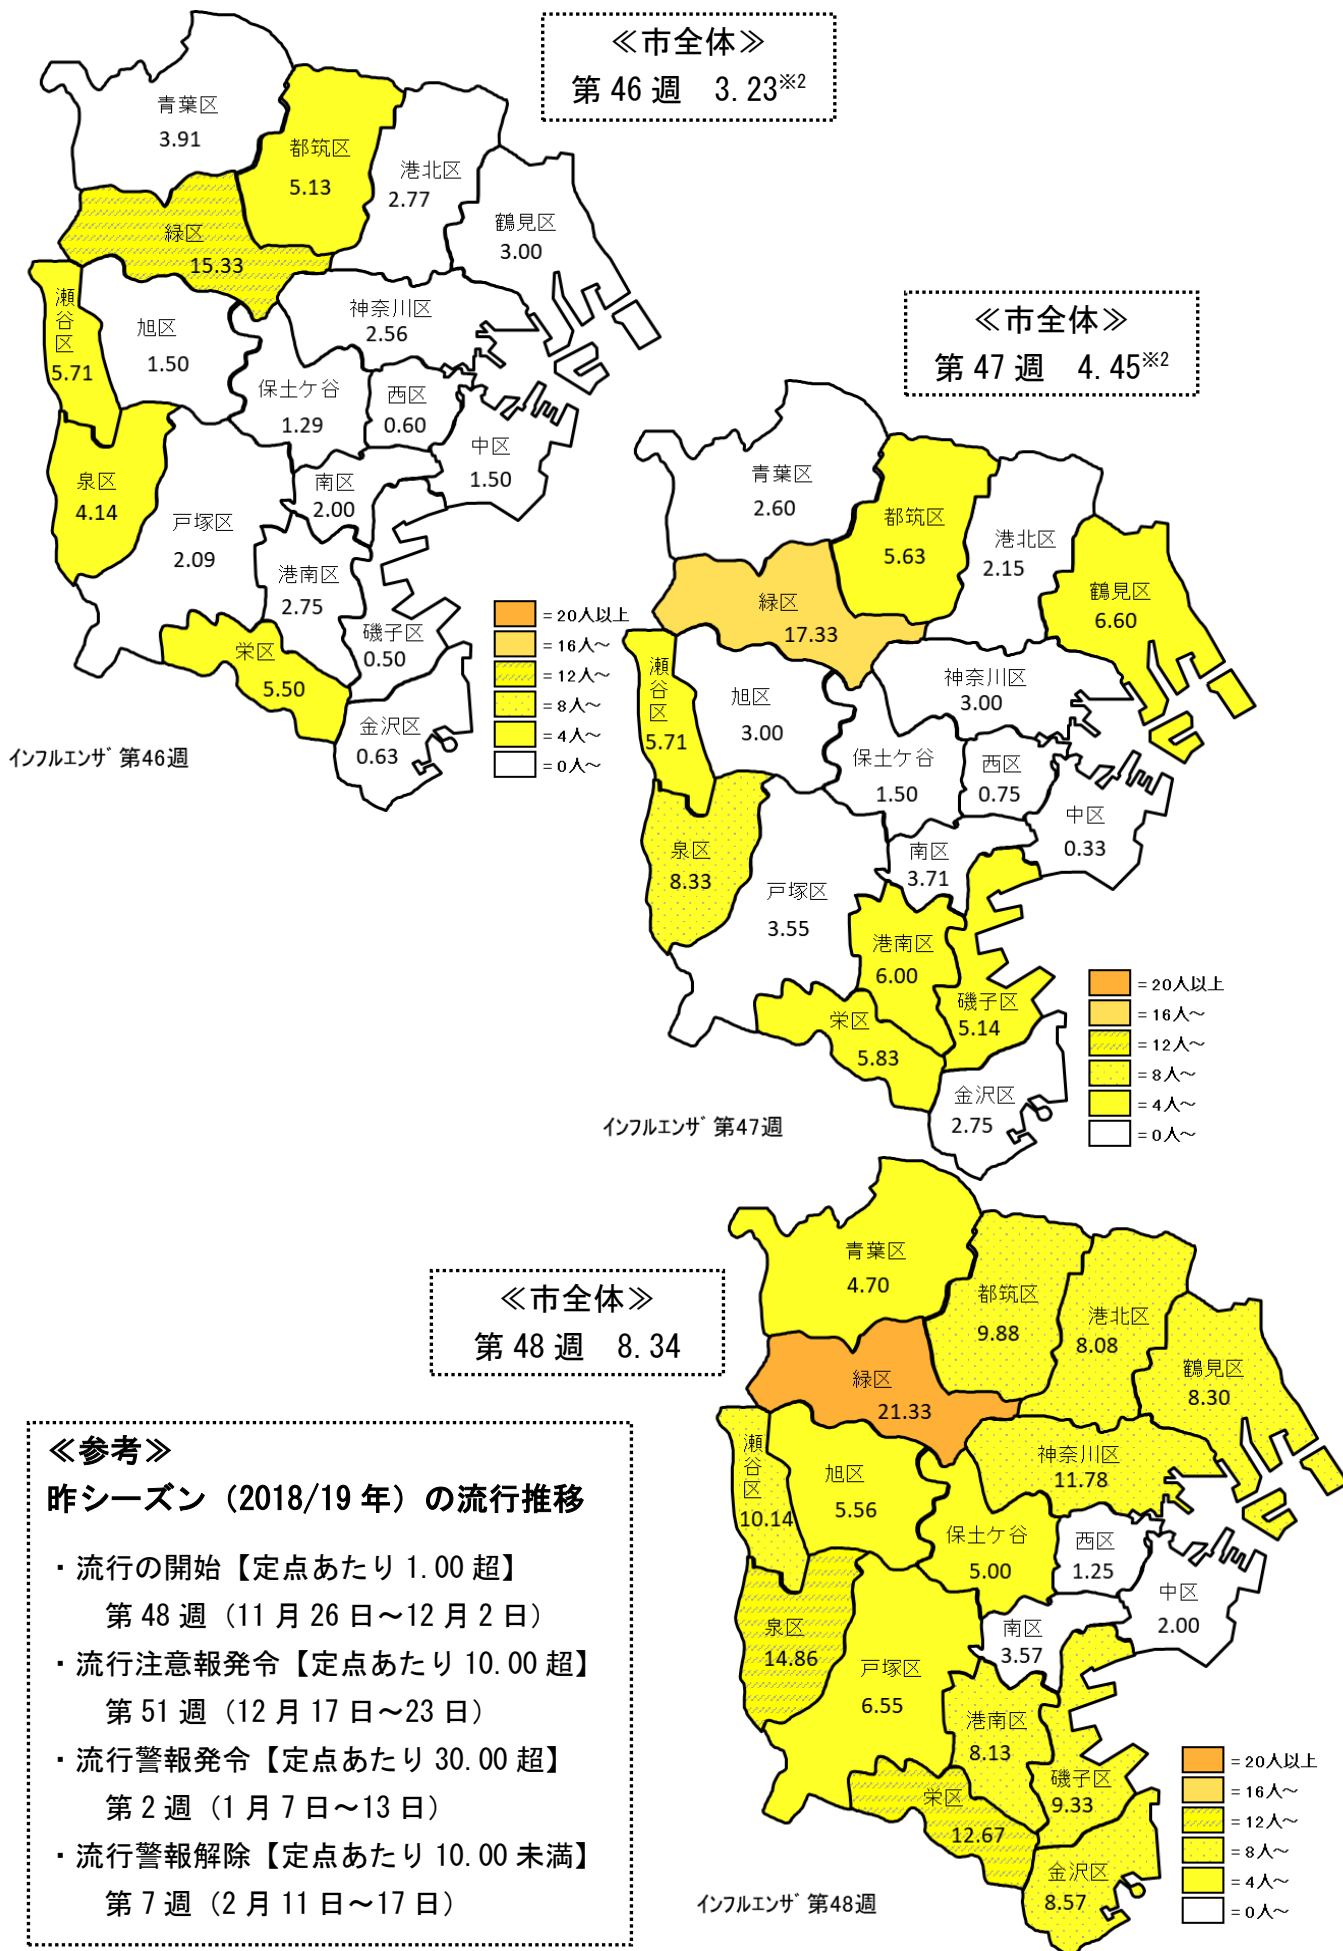 ≪市全体≫
第 46 週　3.23※2
青葉区
3.91
都筑区
5.13
港北区
2.77
鶴見区
3.00
緑区
15.33
瀬谷区
5.71
旭区
1.50
神奈川区
2.56
保土ケ谷
1.29
西区
0.60
中区
1.50
泉区
4.14
戸塚区
2.09
南区
2.00
港南区
2.75
磯子区
0.50
栄区
5.50
金沢区
0.63
=20人以上
=16人～
=12人～
=8人～
=4人～
=0人～
インフルエンザ 第46週
≪市全体≫
第 47 週　4.45※2
青葉区
2.60
都筑区
5.63
港北区
2.15
鶴見区
6.60
緑区
17.33
瀬谷区
5.71
旭区
3.00
神奈川区
3.00
保土ケ谷
1.50
西区
0.75
中区
0.33
泉区
8.33
戸塚区
3.55
南区
3.71
港南区
6.00
磯子区
5.14
栄区
5.83
金沢区
2.75
=20人以上
=16人～
=12人～
=8人～
=4人～
=0人～
インフルエンザ 第47週
≪市全体≫
第 48 週　8.34
青葉区
4.70
都筑区
9.88
港北区
8.08
鶴見区
8.30
緑区
21.33
瀬谷区
10.14
旭区
5.56
神奈川区
11.78
保土ケ谷
5.00
西区
1.25
中区
2.00
泉区
14.86
戸塚区
6.55
南区
3.57
港南区
8.13
磯子区
9.33
栄区
12.67
金沢区
8.57
=20人以上
=16人～
=12人～
=8人～
=4人～
=0人～
インフルエンザ 第48週
≪参考≫
昨シーズン（2018/19 年）の流行推移
・流行の開始【定点あたり 1.00 超】
第 48 週（11 月 26 日～12 月 2 日）
・流行注意報発令【定点あたり 10.00 超】
第 51 週（12 月 17 日～23 日）
・流行警報発令【定点あたり 30.00 超】
第 2 週（1 月 7 日～13 日）
・流行警報解除【定点あたり 10.00 未満】
第 7 週（2 月 11 日～17 日）